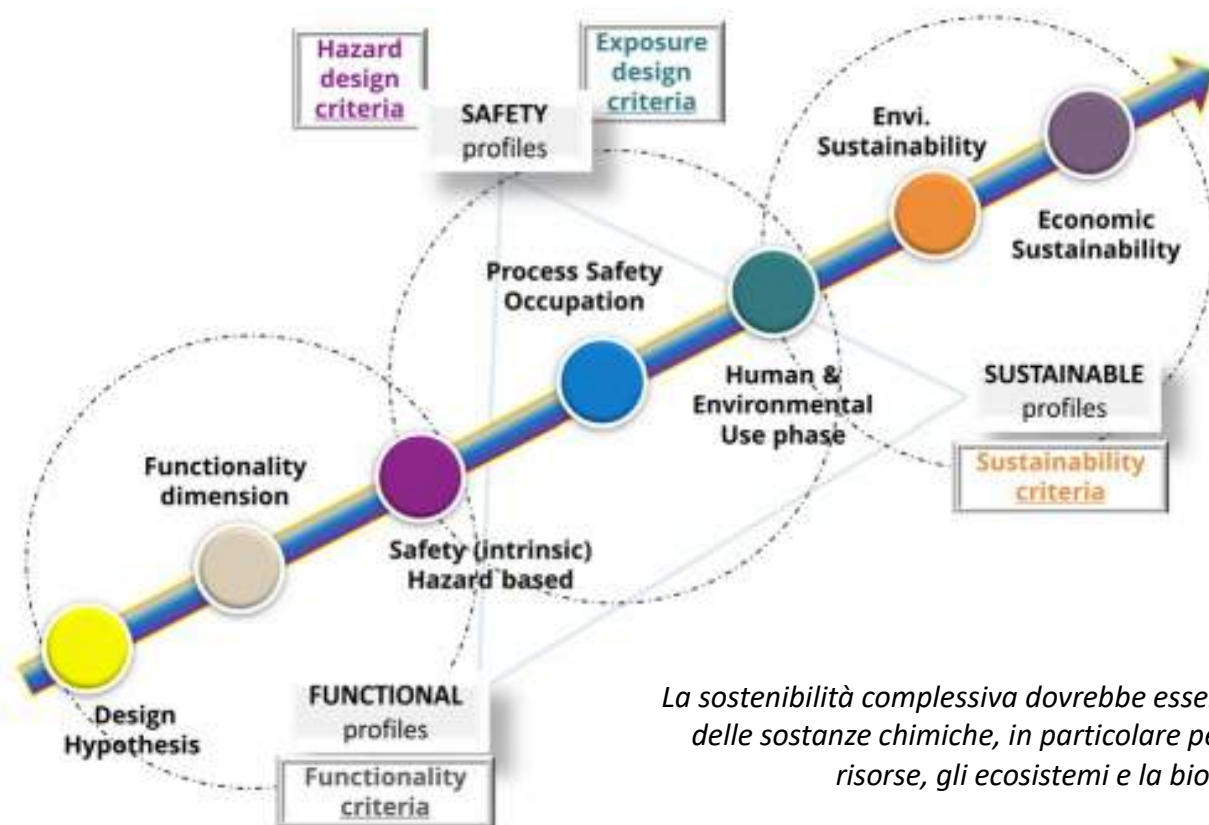 Hazard
design
criteria
Exposure
design
criteria
SAFETY
profiles
Envi.
Sustainability
Economic
Sustainability
Process Safety
Occupation
Human &
Environmental
Use phase
SUSTAINABLE
profiles
Sustainability
criteria
Functionality
dimension
Safety (intrinsic)
Hazard based
Design
Hypothesis
FUNCTIONAL
profiles
Functionality
criteria
La sostenibilità complessiva dovrebbe esse
delle sostanze chimiche, in particolare pe
risorse, gli ecosistemi e la bio